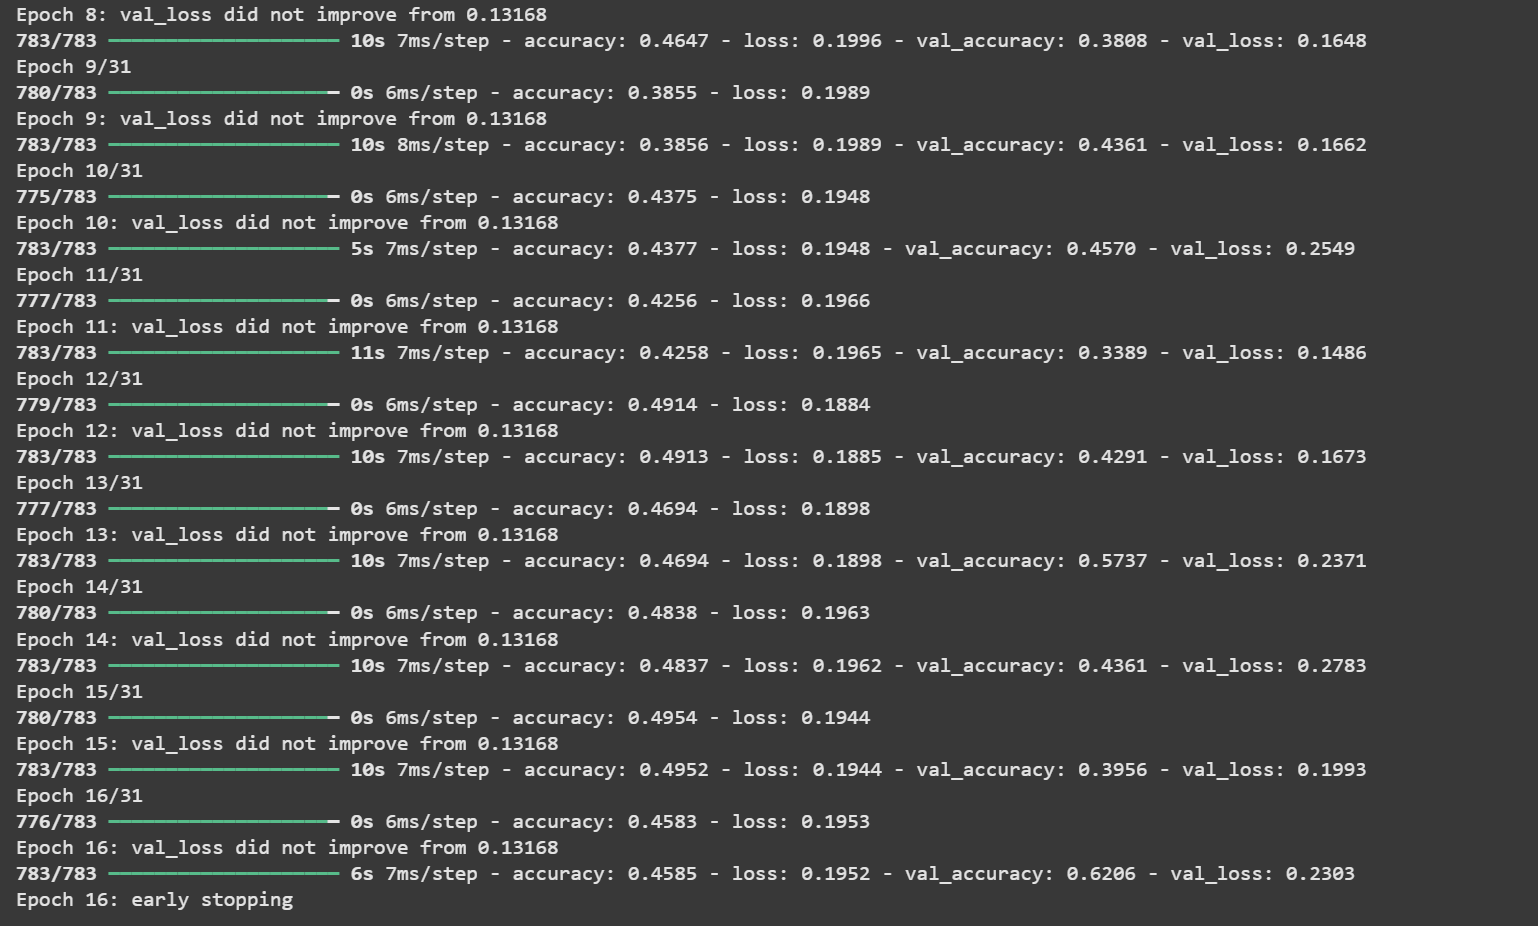 Epoch 8: val_loss did not improve from 0.13168
783/783 ━━━━━━━━━━━━━━━━━━━━ 10s 7ms/step - accuracy: 0.4647 - loss: 0.1996 - val_accuracy: 0.3808 - val_loss: 0.1648
Epoch 9/31
780/783 ━━━━━━━━━━━━━━━━━━━━ 0s 6ms/step - accuracy: 0.3855 - loss: 0.1989
Epoch 9: val_loss did not improve from 0.13168
783/783 ━━━━━━━━━━━━━━━━━━━━ 10s 8ms/step - accuracy: 0.3856 - loss: 0.1989 - val_accuracy: 0.4361 - val_loss: 0.1662
Epoch 10/31
775/783 ━━━━━━━━━━━━━━━━━━━━ 0s 6ms/step - accuracy: 0.4375 - loss: 0.1948
Epoch 10: val_loss did not improve from 0.13168
783/783 ━━━━━━━━━━━━━━━━━━━━ 5s 7ms/step - accuracy: 0.4377 - loss: 0.1948 - val_accuracy: 0.4570 - val_loss: 0.2549
Epoch 11/31
777/783 ━━━━━━━━━━━━━━━━━━━━ 0s 6ms/step - accuracy: 0.4256 - loss: 0.1966
Epoch 11: val_loss did not improve from 0.13168
783/783 ━━━━━━━━━━━━━━━━━━━━ 11s 7ms/step - accuracy: 0.4258 - loss: 0.1965 - val_accuracy: 0.3389 - val_loss: 0.1486
Epoch 12/31
779/783 ━━━━━━━━━━━━━━━━━━━━ 0s 6ms/step - accuracy: 0.4914 - loss: 0.1884
Epoch 12: val_loss did not improve from 0.13168
783/783 ━━━━━━━━━━━━━━━━━━━━ 10s 7ms/step - accuracy: 0.4913 - loss: 0.1885 - val_accuracy: 0.4291 - val_loss: 0.1673
Epoch 13/31
777/783 ━━━━━━━━━━━━━━━━━━━━ 0s 6ms/step - accuracy: 0.4694 - loss: 0.1898
Epoch 13: val_loss did not improve from 0.13168
783/783 ━━━━━━━━━━━━━━━━━━━━ 10s 7ms/step - accuracy: 0.4694 - loss: 0.1898 - val_accuracy: 0.5737 - val_loss: 0.2371
Epoch 14/31
780/783 ━━━━━━━━━━━━━━━━━━━━ 0s 6ms/step - accuracy: 0.4838 - loss: 0.1963
Epoch 14: val_loss did not improve from 0.13168
783/783 ━━━━━━━━━━━━━━━━━━━━ 10s 7ms/step - accuracy: 0.4837 - loss: 0.1962 - val_accuracy: 0.4361 - val_loss: 0.2783
Epoch 15/31
780/783 ━━━━━━━━━━━━━━━━━━━━ 0s 6ms/step - accuracy: 0.4954 - loss: 0.1944
Epoch 15: val_loss did not improve from 0.13168
783/783 ━━━━━━━━━━━━━━━━━━━━ 10s 7ms/step - accuracy: 0.4952 - loss: 0.1944 - val_accuracy: 0.3956 - val_loss: 0.1993
Epoch 16/31
776/783 ━━━━━━━━━━━━━━━━━━━━ 0s 6ms/step - accuracy: 0.4583 - loss: 0.1953
Epoch 16: val_loss did not improve from 0.13168
783/783 ━━━━━━━━━━━━━━━━━━━━ 6s 7ms/step - accuracy: 0.4585 - loss: 0.1952 - val_accuracy: 0.6206 - val_loss: 0.2303
Epoch 16: early stopping